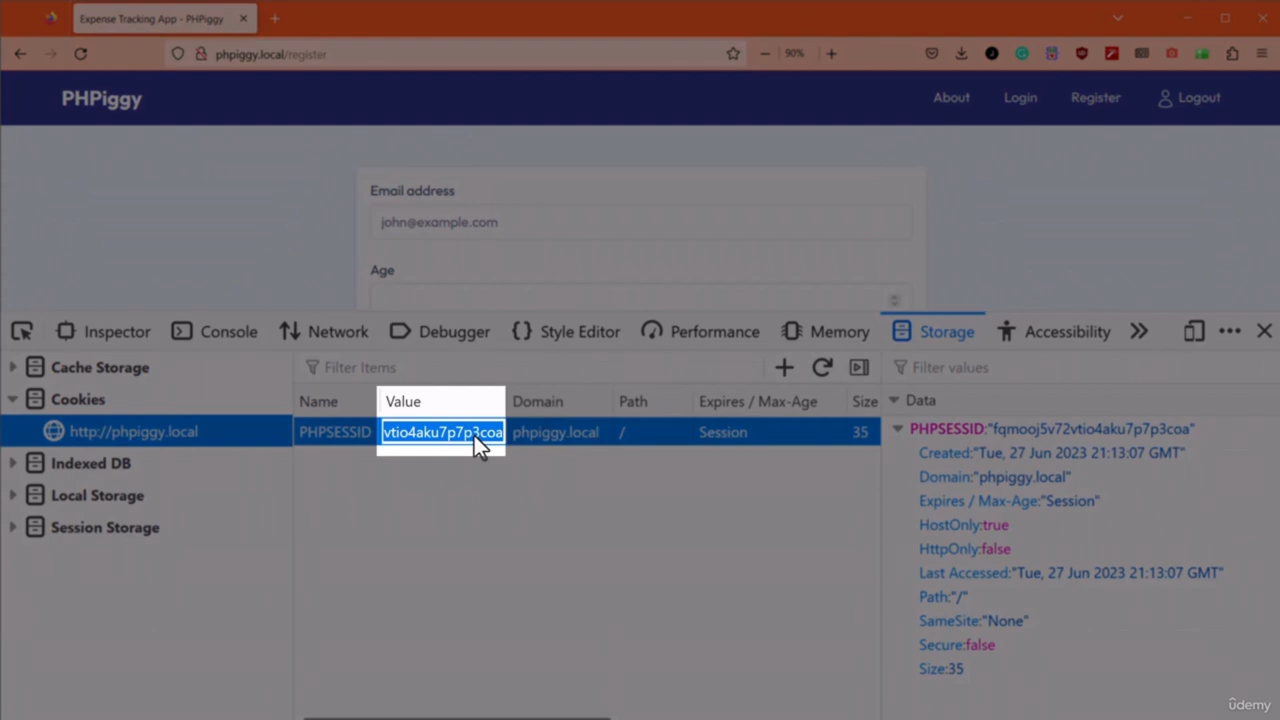 Expense Tracking App - PHPiggy
phpiggy.local/register
90%
PHPiggy
About
Login
Register
Logout
Email address
john@example.com
Age
Inspector
Console
Network
Debugger
Style Editor
Performance
Memory
Storage
Accessibility
Cache Storage
Filter Items
Filter values
Cookies
Name
Value
Domain
Path
Expires / Max-Age
Size
Data
http://phpiggy.local
PHPSESSID
vtio4aku7p7p3coa
phpiggy.local
/
Session
35
PHPSESSID:"fqmooj5v72vtio4aku7p7p3coa"
Created:"Tue, 27 Jun 2023 21:13:07 GMT"
Indexed DB
Domain:"phpiggy.local"
Local Storage
Expires / Max-Age:"Session"
Session Storage
HostOnly:true
HttpOnly:false
Last Accessed:"Tue, 27 Jun 2023 21:13:07 GMT"
Path:"/"
SameSite:"None"
Secure:false
Size:35
ûdemy